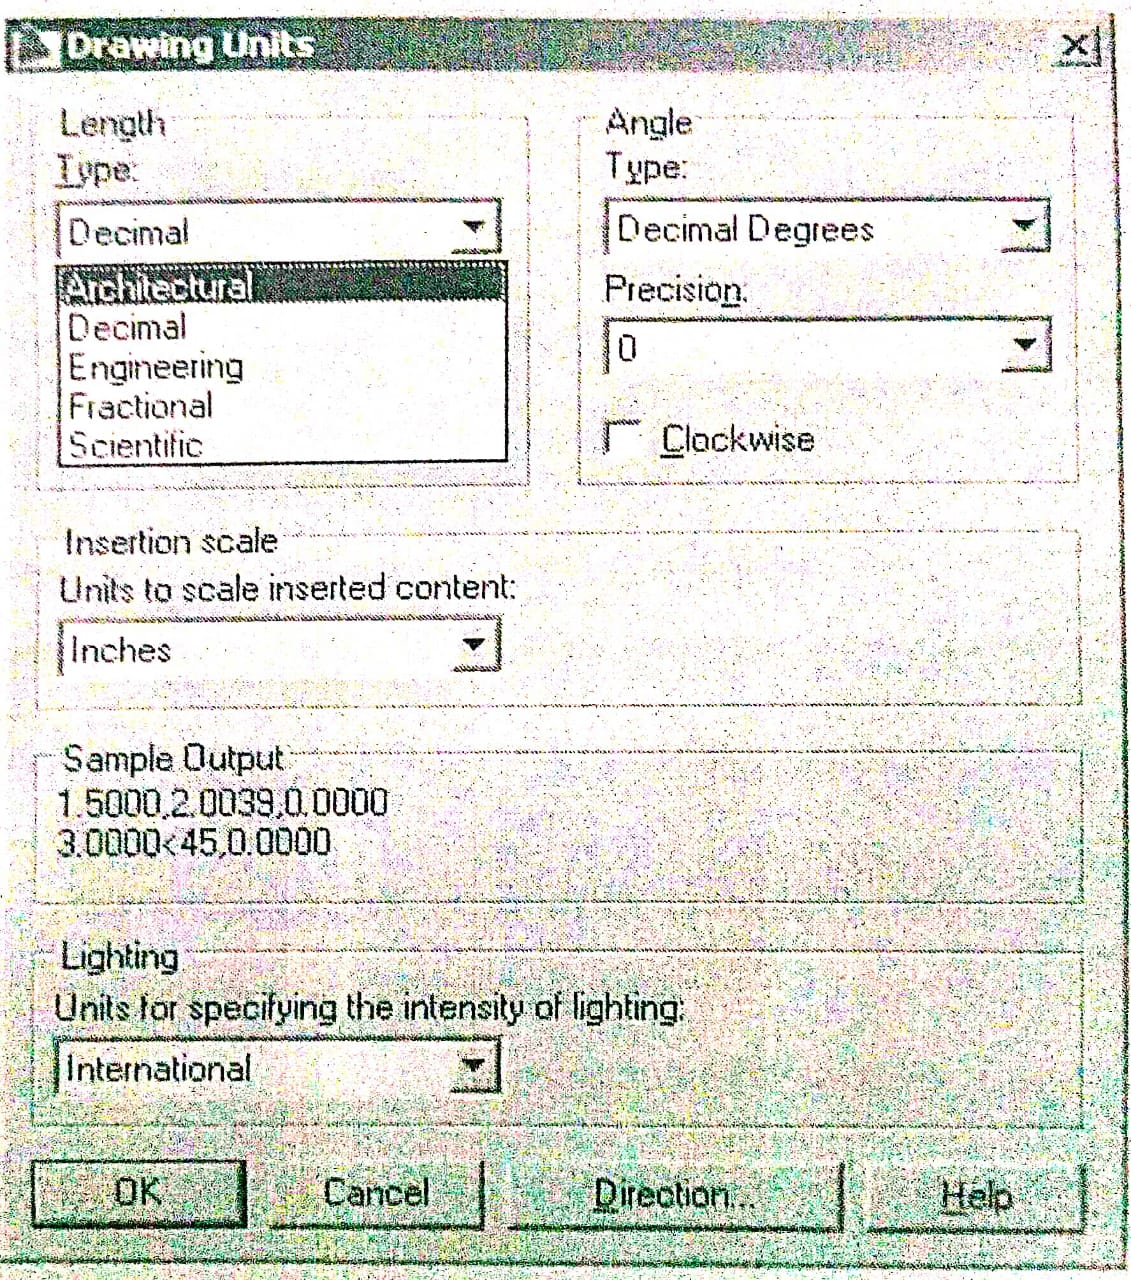 Drawing Units
Length
Type:
Decimal
Architectural
Decimal
Engineering
Fractional
Scientific
Angle
Type:
Decimal Degrees
Precision:
0
Clockwise
Insertion scale
Units to scale inserted content:
Inches
Sample Output
1.5000,2.0039,0.0000
3.0000<45,0.0000
Lighting
Units for specifying the intensity of lighting:
International
OK
Cancel
Direction...
Help